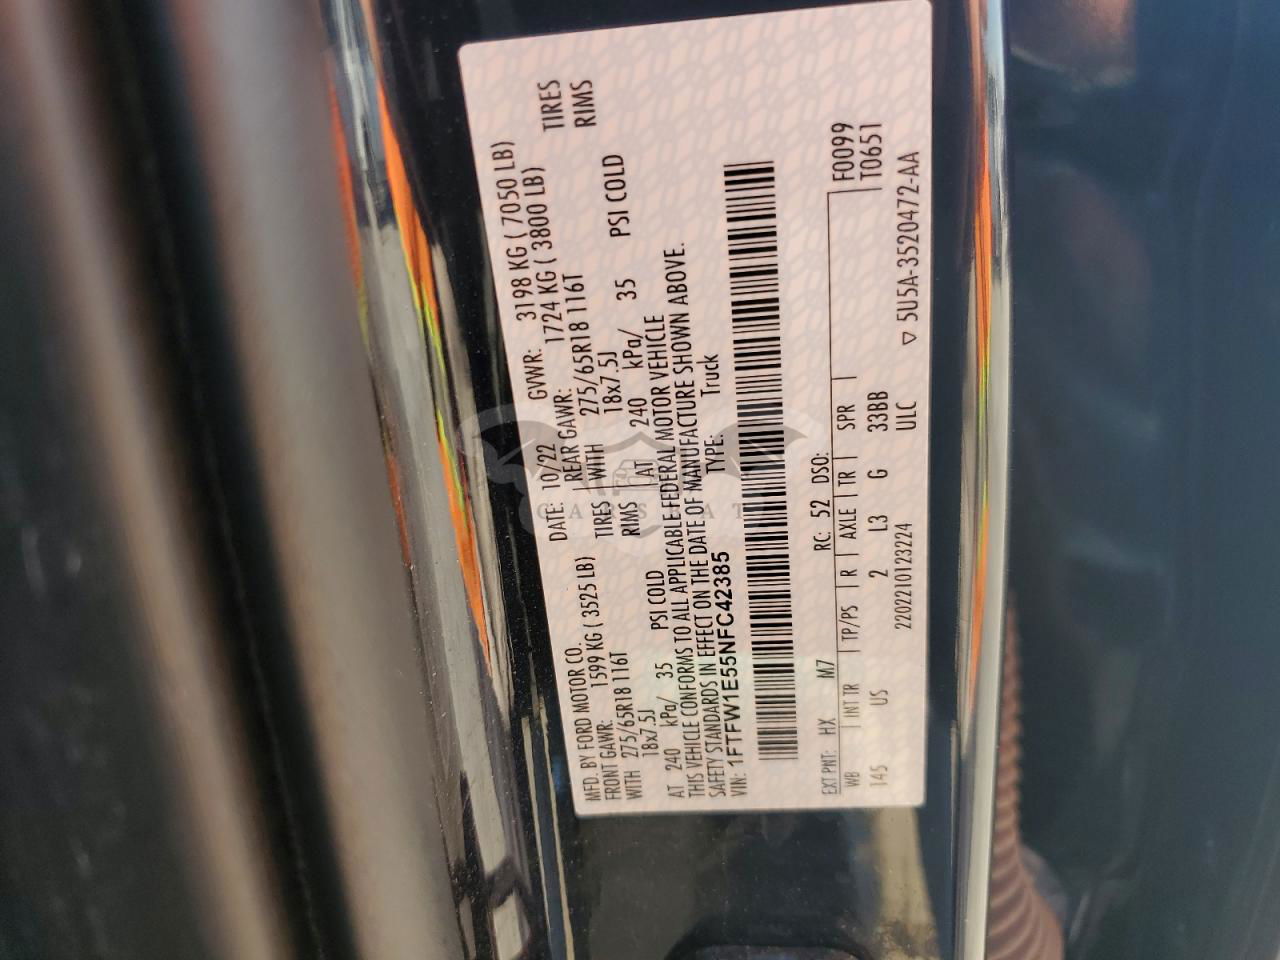 MFD. BY FORD MOTOR CO. DATE: 10/22 GVWR: 3198 KG ( 7050 LB)
FRONT GAWR: 1599 KG ( 3525 LB) REAR GAWR: 1724 KG ( 3800 LB)
WITH 275/65R18 116T TIRES WITH 275/65R18 116T TIRES
18x7.5J RIMS 18x7.5J RIMS
AT 240 kPa/ 35 PSI COLD AT 240 kPa/ 35 PSI COLD
THIS VEHICLE CONFORMS TO ALL APPLICABLE FEDERAL MOTOR VEHICLE
SAFETY STANDARDS IN EFFECT ON THE DATE OF MANUFACTURE SHOWN ABOVE.
VIN: 1FTFW1E55NFC42385 TYPE: Truck
EXT PNT: HX M7 RC: 52 DSO: F0099
WB INT TR TP/PS R AXLE TR SPR T0651
145 US 2 L3 G 33BB
2202210123224 ULC ▽ 5U5A-3520472-AA